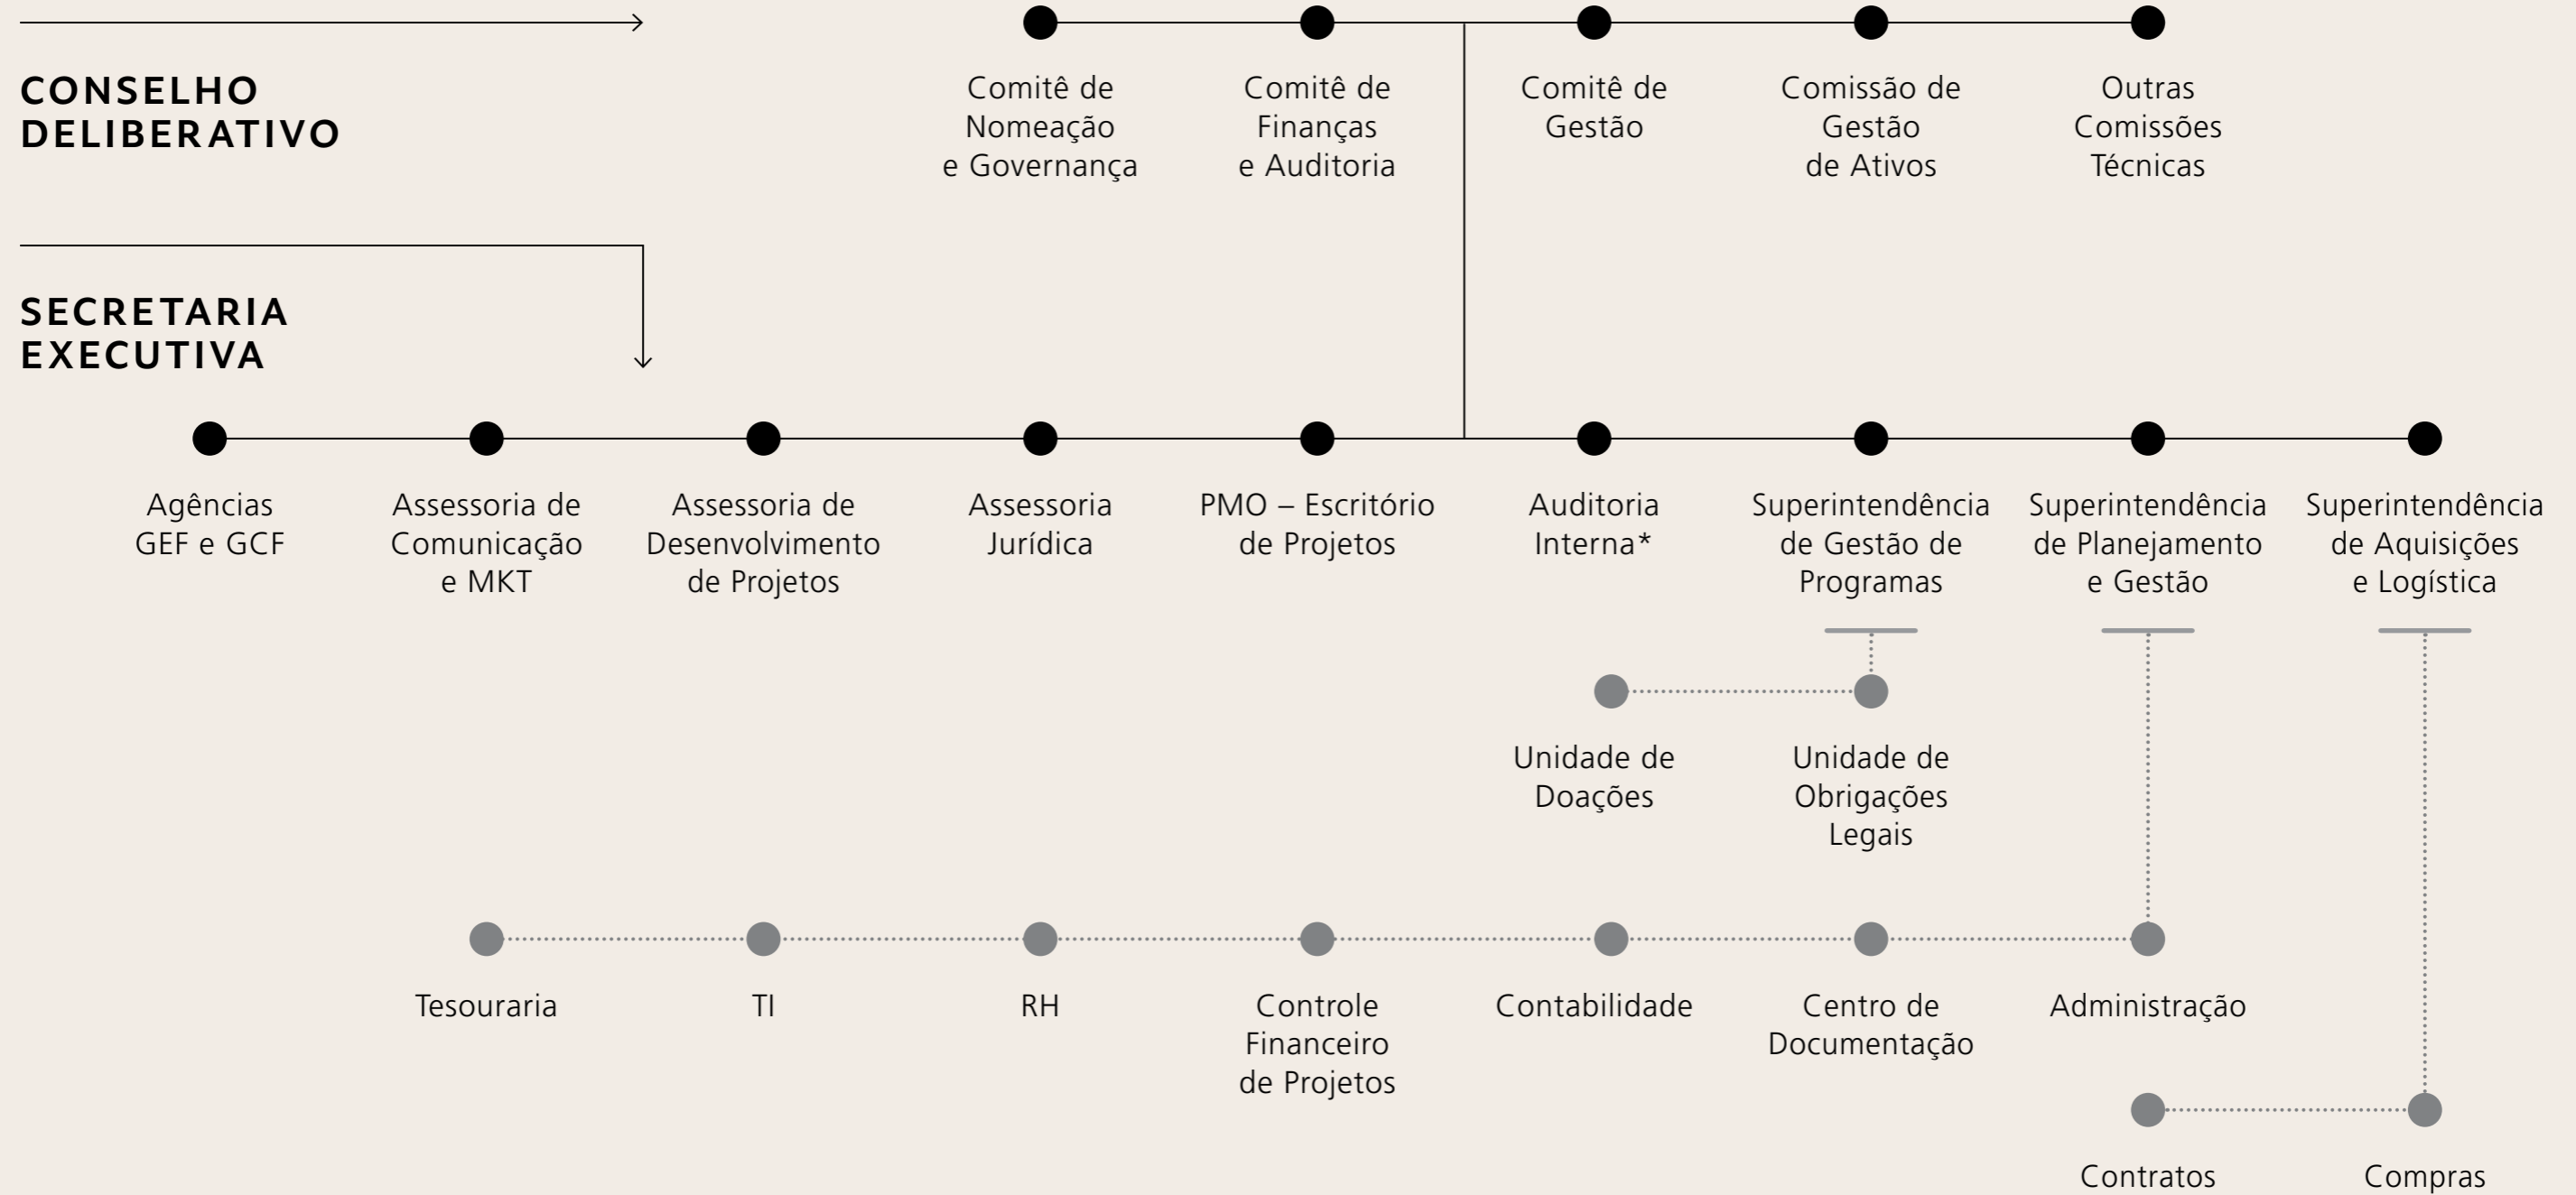 CONSELHO
DELIBERATIVO
Comitê de
Nomeação
e Governança
Comitê de
Finanças
e Auditoria
Comitê de
Gestão
Comissão de
Gestão
de Ativos
Outras
Comissões
Técnicas
SECRETARIA
EXECUTIVA
Agências
GEF e GCF
Assessoria de
Comunicação
e MKT
Assessoria de
Desenvolvimento
de Projetos
Assessoria
Jurídica
PMO – Escritório
de Projetos
Auditoria
Interna*
Superintendência
de Gestão de
Programas
Superintendência
de Planejamento
e Gestão
Superintendência
de Aquisições
e Logística
Unidade de
Doações
Unidade de
Obrigações
Legais
Tesouraria
TI
RH
Controle
Financeiro
de Projetos
Contabilidade
Centro de
Documentação
Administração
Contratos
Compras